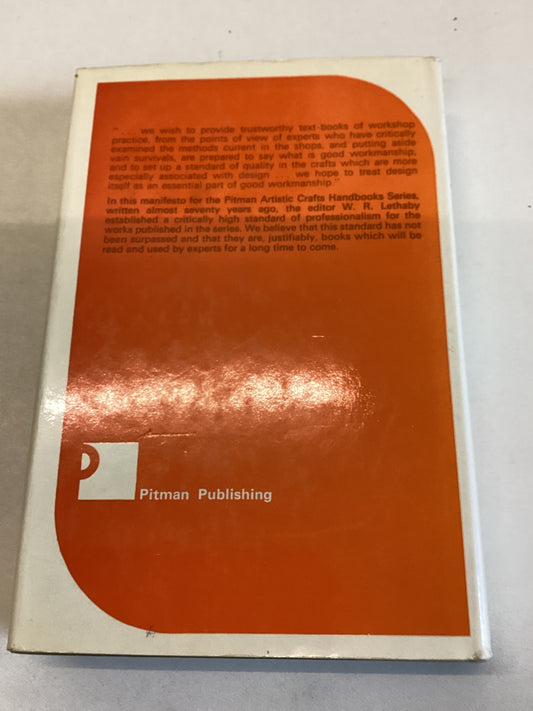 ". . . we wish to provide trustworthy text-books of workshop
practice, from the points of view of experts who have critically
examined the methods current in the shops, and putting aside
vain survivals, are prepared to say what is good workmanship,
and to set up a standard of quality in the crafts which are more
especially associated with design . . . we hope to treat design
itself as an essential part of good workmanship."
In this manifesto for the Pitman Artistic Crafts Handbooks Series,
written almost seventy years ago, the editor W. R. Lethaby
established a critically high standard of professionalism for the
works published in the series. We believe that this standard has not
been surpassed and that they are, justifiably, books which will be
read and used by experts for a long time to come.
Pitman Publishing